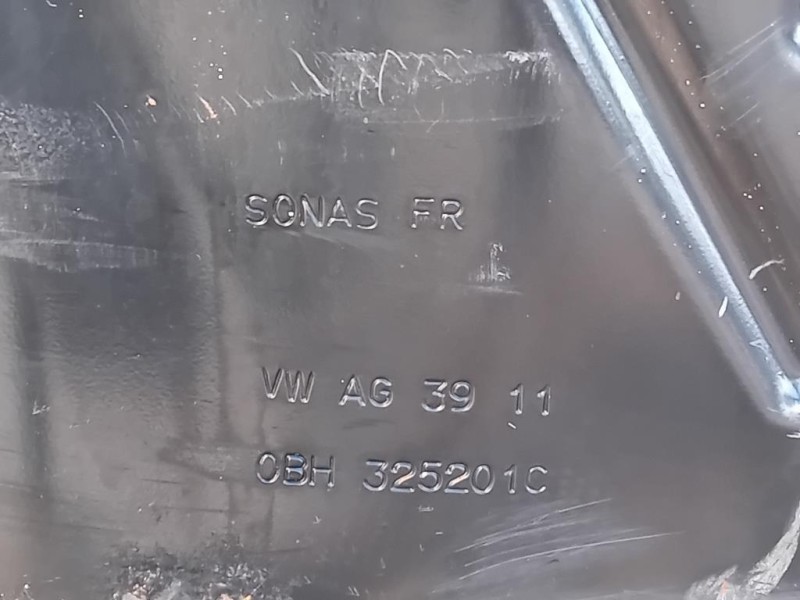 SONAS FR
VW AG 39 11
0BH 325201C